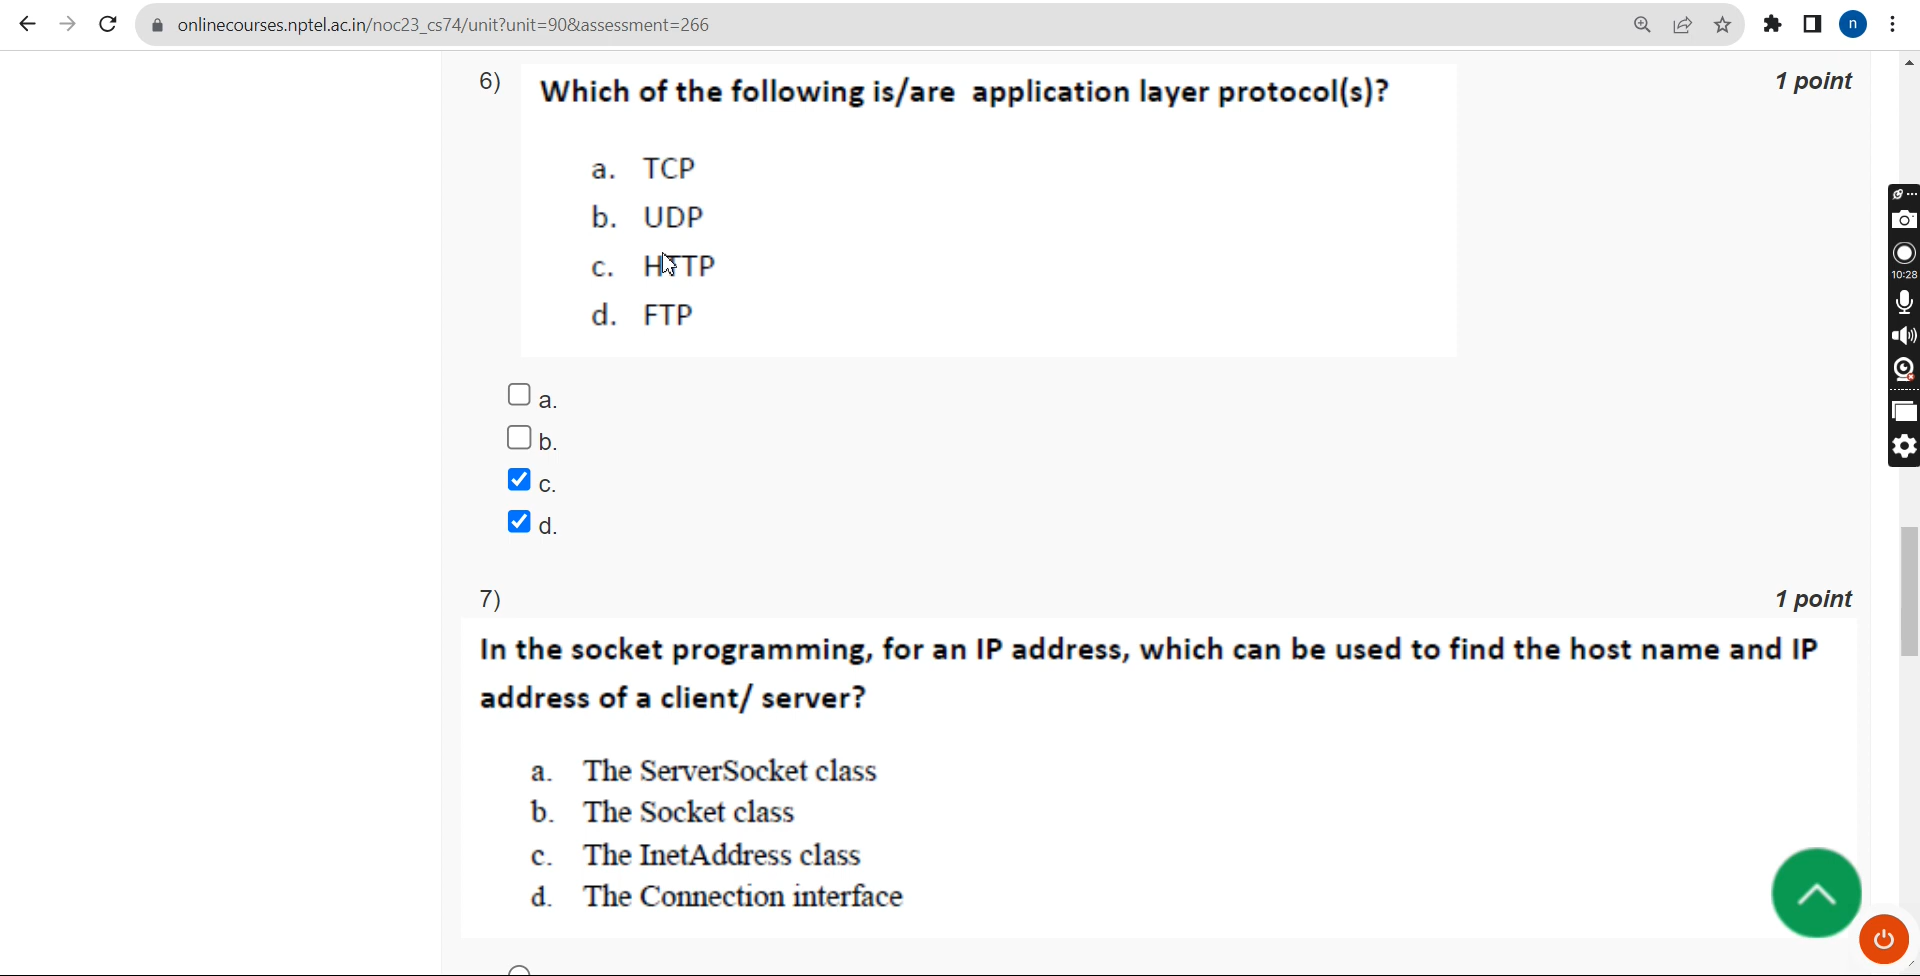 onlinecourses.nptel.ac.in/noc23_cs74/unit?unit=90&assessment=266
n
6)
Which of the following is/are application layer protocol(s)?
1 point
a. TCP
b. UDP
c. HTTP
d. FTP
10:28
a.
b.
c.
d.
7)
1 point
In the socket programming, for an IP address, which can be used to find the host name and IP
address of a client/ server?
a. The ServerSocket class
b. The Socket class
c. The InetAddress class
d. The Connection interface